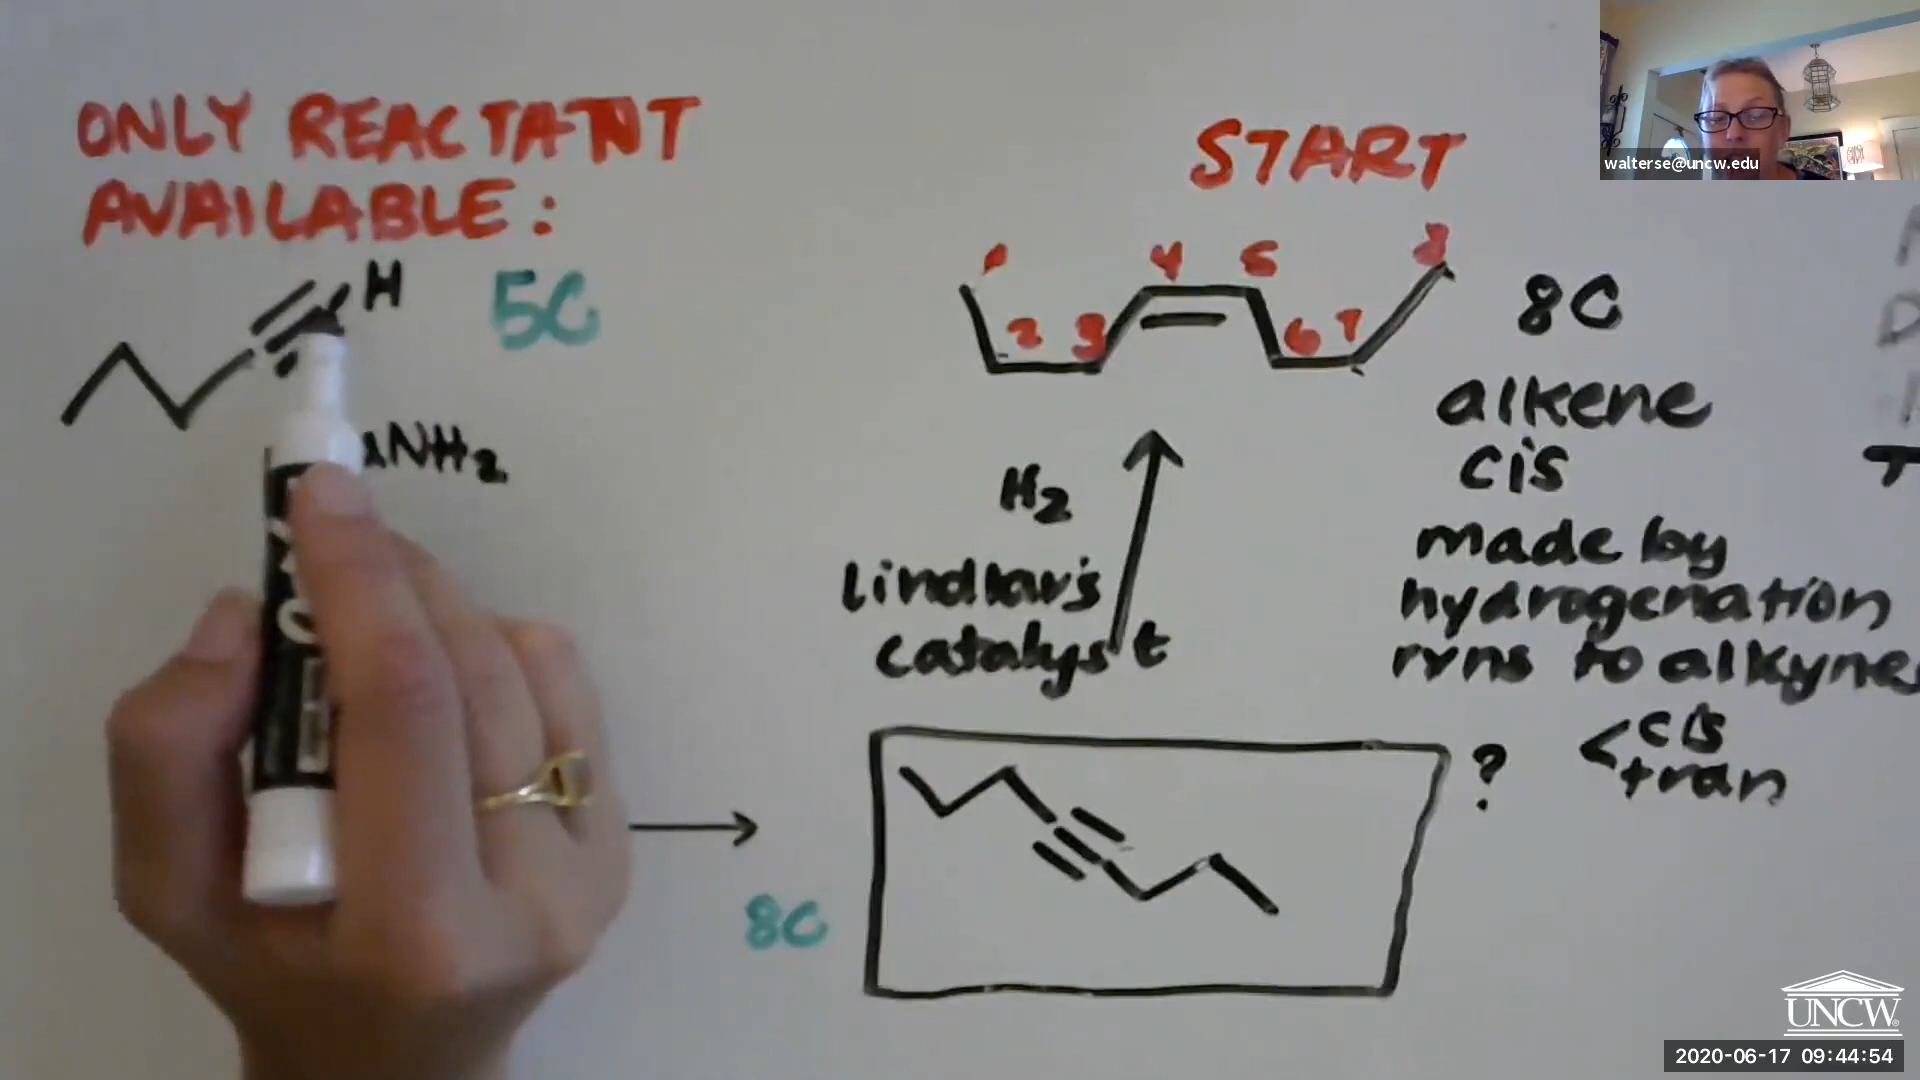 ONLY REACTANT
AVAILABLE:
H
5C
NH2
START
1 2 3 4 5 6 7 8
8C
alkene
cis
made by
hydrogenation
rxns to alkynes
< cis
tran
H2
lindlar's
catalyst
?
8C
walterse@uncw.edu
UNCW
2020-06-17 09:44:54